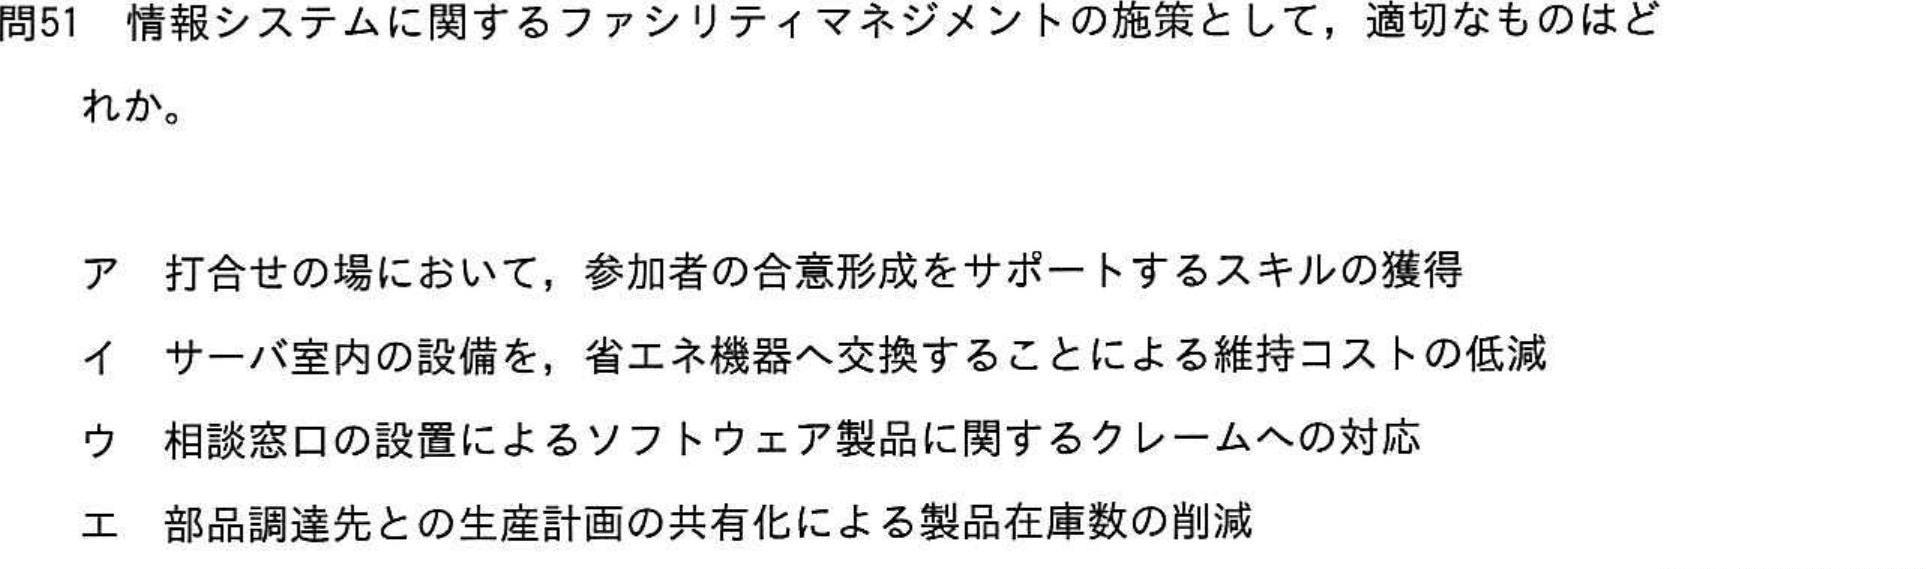 問51　情報システムに関するファシリティマネジメントの施策として，適切なものはど
れか。
ア　打合せの場において，参加者の合意形成をサポートするスキルの獲得
イ　サーバ室内の設備を，省エネ機器へ交換することによる維持コストの低減
ウ　相談窓口の設置によるソフトウェア製品に関するクレームへの対応
エ　部品調達先との生産計画の共有化による製品在庫数の削減